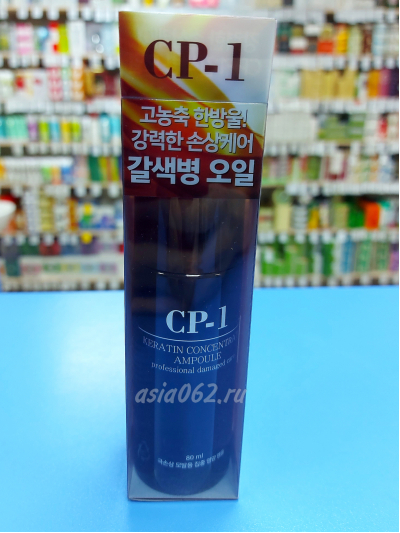 CP-1
고농축 한방울!
강력한 손상케어
갈색병 오일
CP-1
KERATIN CONCENTR
AMPOULE
professional damaged
asia062.ru
80 ml